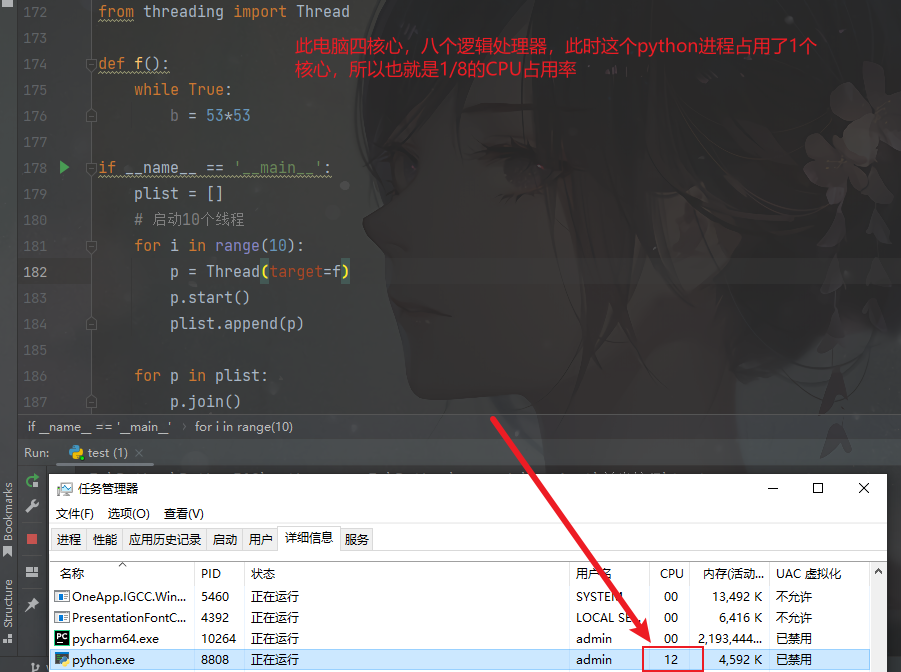 172 from threading import Thread
173
此电脑四核心，八个逻辑处理器，此时这个python进程占用了1个
核心，所以也就是1/8的CPU占用率
174 def f():
175 while True:
176 b = 53*53
177
178 if __name__ == '__main__':
179 plist = []
180 # 启动10个线程
181 for i in range(10):
182 p = Thread(target=f)
183 p.start()
184 plist.append(p)
185
186 for p in plist:
187 p.join()
if __name__ == '__main__' › for i in range(10)
Run: test (1) ×
Bookmarks
Structure
任务管理器
文件(F) 选项(O) 查看(V)
进程 性能 应用历史记录 启动 用户 详细信息 服务
名称 PID 状态 用户名 CPU 内存(活动... UAC 虚拟化
OneApp.IGCC.Win... 5460 正在运行 SYSTEM 00 13,492 K 不允许
PresentationFontC... 4392 正在运行 LOCAL SE... 00 6,416 K 不允许
pycharm64.exe 10264 正在运行 admin 00 2,193,444... 已禁用
python.exe 8808 正在运行 admin 12 4,592 K 已禁用